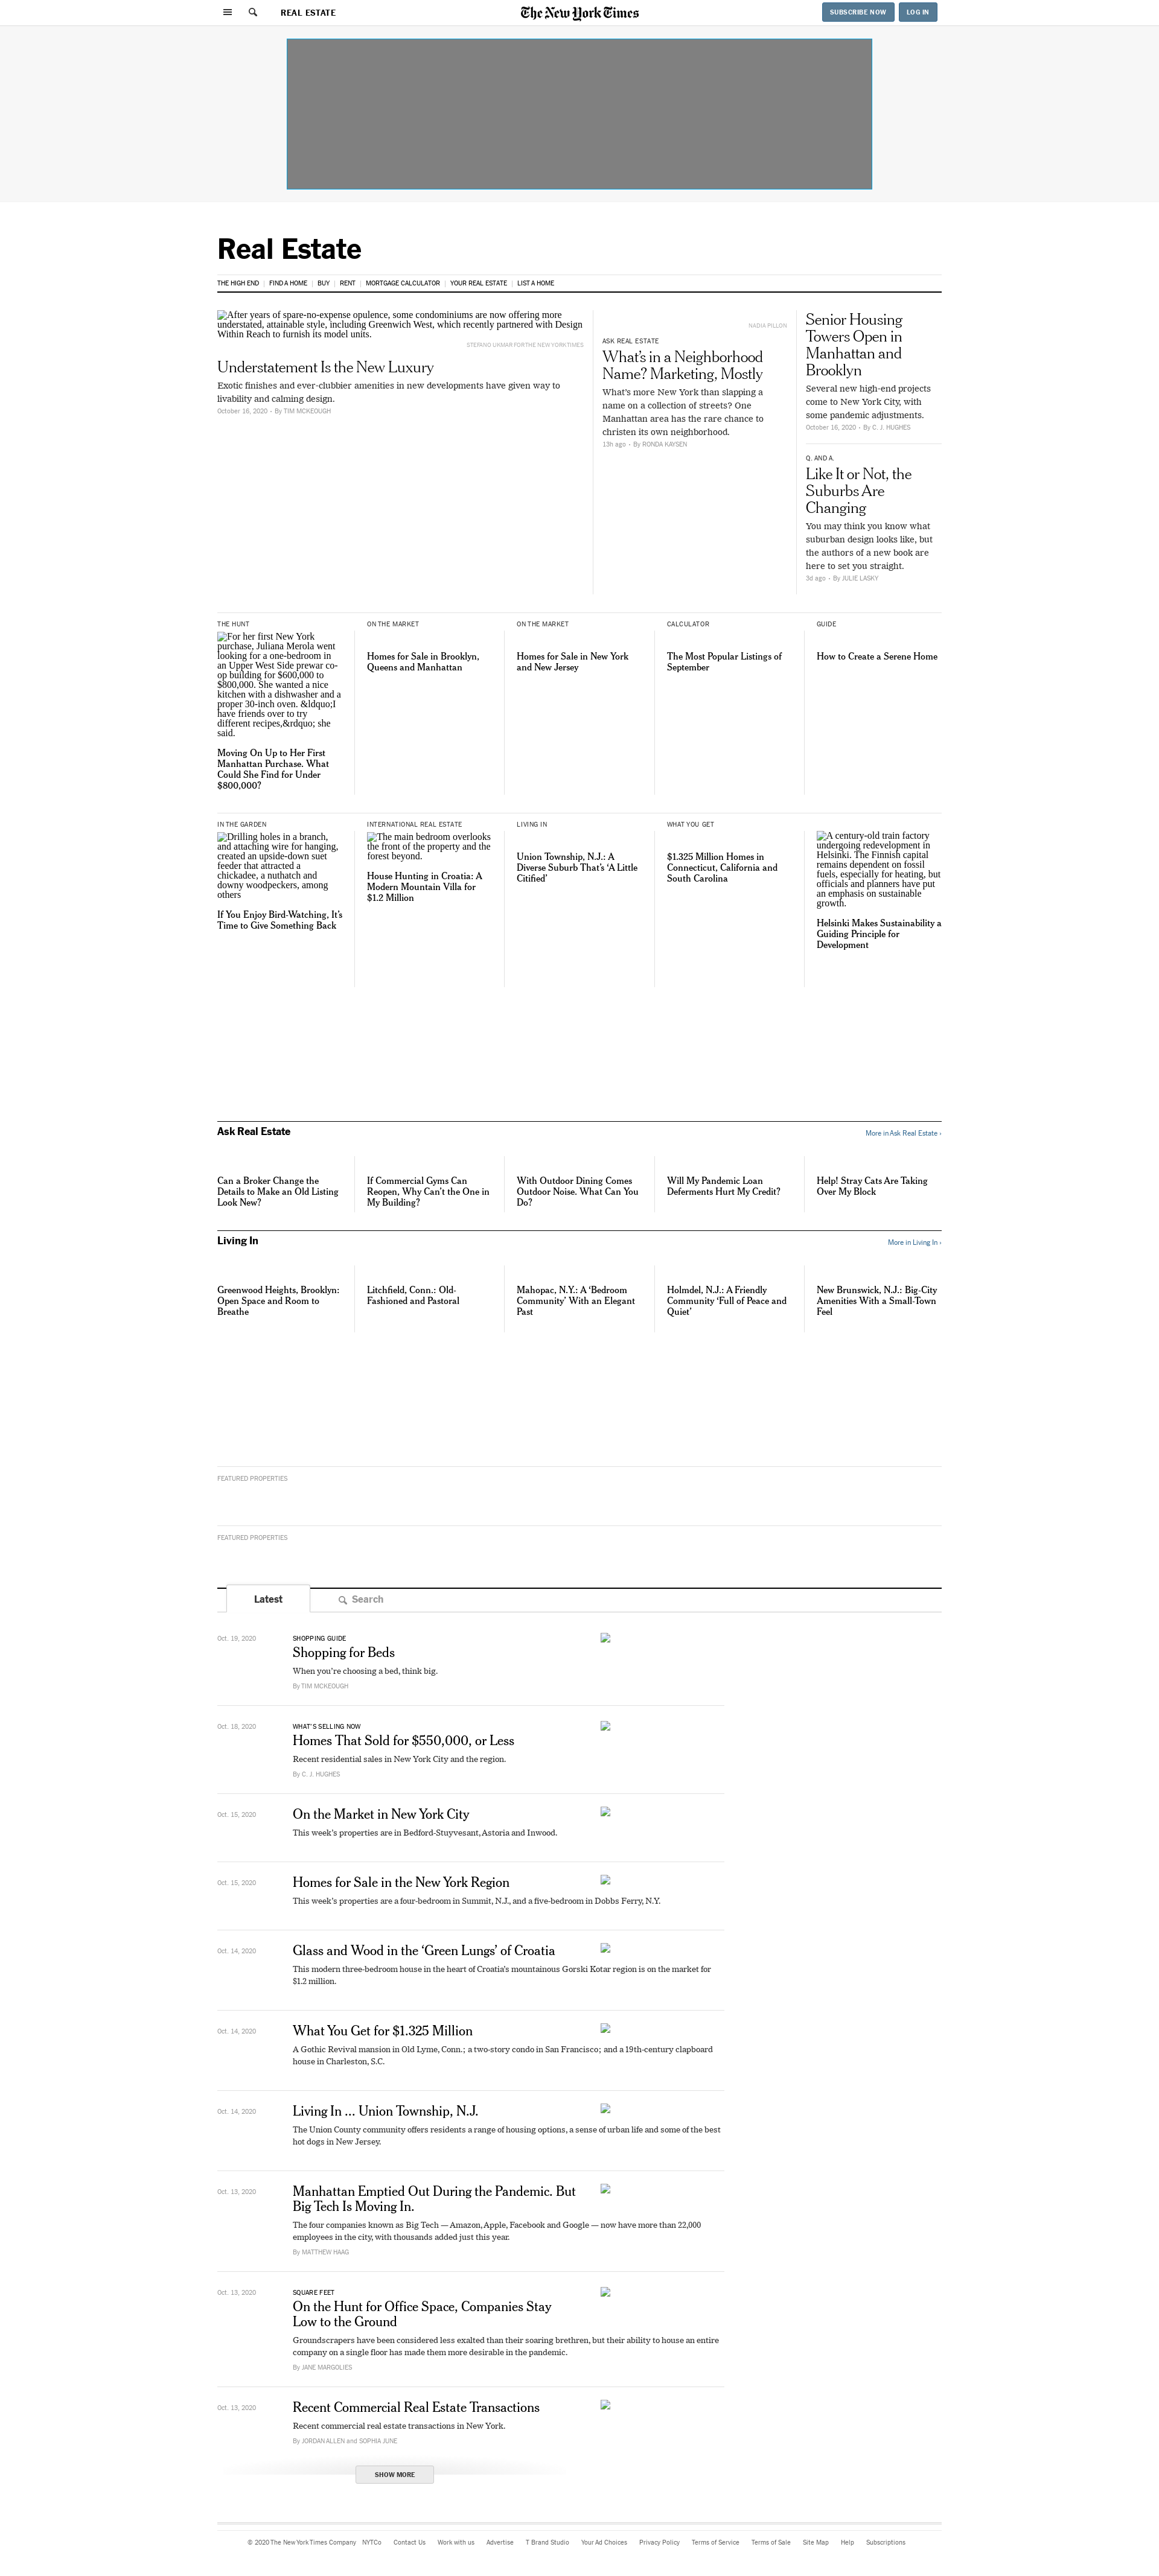 REAL ESTATE
The New York Times
SUBSCRIBE NOW
LOG IN
Real Estate
THE HIGH END
FIND A HOME
BUY
RENT
MORTGAGE CALCULATOR
YOUR REAL ESTATE
LIST A HOME
After years of spare-no-expense opulence, some condominiums are now offering more
understated, attainable style, including Greenwich West, which recently partnered with Design
Within Reach to furnish its model units.
STEFANO UKMAR FOR THE NEW YORK TIMES
Understatement Is the New Luxury
Exotic finishes and ever-clubbier amenities in new developments have given way to
livability and calming design.
October 16, 2020 · By TIM MCKEOUGH
NADIA PILLON
ASK REAL ESTATE
What’s in a Neighborhood
Name? Marketing, Mostly
What’s more New York than slapping a
name on a collection of streets? One
Manhattan area has the rare chance to
christen its own neighborhood.
13h ago · By RONDA KAYSEN
Senior Housing
Towers Open in
Manhattan and
Brooklyn
Several new high-end projects
come to New York City, with
some pandemic adjustments.
October 16, 2020 · By C. J. HUGHES
Q. AND A.
Like It or Not, the
Suburbs Are
Changing
You may think you know what
suburban design looks like, but
the authors of a new book are
here to set you straight.
3d ago · By JULIE LASKY
THE HUNT
For her first New York
purchase, Juliana Merola went
looking for a one-bedroom in
an Upper West Side prewar co-
op building for $600,000 to
$800,000. She wanted a nice
kitchen with a dishwasher and a
proper 30-inch oven. &ldquo;I
have friends over to try
different recipes,&rdquo; she
said.
Moving On Up to Her First
Manhattan Purchase. What
Could She Find for Under
$800,000?
ON THE MARKET
Homes for Sale in Brooklyn,
Queens and Manhattan
ON THE MARKET
Homes for Sale in New York
and New Jersey
CALCULATOR
The Most Popular Listings of
September
GUIDE
How to Create a Serene Home
IN THE GARDEN
Drilling holes in a branch,
and attaching wire for hanging,
created an upside-down suet
feeder that attracted a
chickadee, a nuthatch and
downy woodpeckers, among
others
If You Enjoy Bird-Watching, It’s
Time to Give Something Back
INTERNATIONAL REAL ESTATE
The main bedroom overlooks
the front of the property and the
forest beyond.
House Hunting in Croatia: A
Modern Mountain Villa for
$1.2 Million
LIVING IN
Union Township, N.J.: A
Diverse Suburb That’s ‘A Little
Citified’
WHAT YOU GET
$1.325 Million Homes in
Connecticut, California and
South Carolina
A century-old train factory
undergoing redevelopment in
Helsinki. The Finnish capital
remains dependent on fossil
fuels, especially for heating, but
officials and planners have put
an emphasis on sustainable
growth.
Helsinki Makes Sustainability a
Guiding Principle for
Development
Ask Real Estate
More in Ask Real Estate ›
Can a Broker Change the
Details to Make an Old Listing
Look New?
If Commercial Gyms Can
Reopen, Why Can’t the One in
My Building?
With Outdoor Dining Comes
Outdoor Noise. What Can You
Do?
Will My Pandemic Loan
Deferments Hurt My Credit?
Help! Stray Cats Are Taking
Over My Block
Living In
More in Living In ›
Greenwood Heights, Brooklyn:
Open Space and Room to
Breathe
Litchfield, Conn.: Old-
Fashioned and Pastoral
Mahopac, N.Y.: A ‘Bedroom
Community’ With an Elegant
Past
Holmdel, N.J.: A Friendly
Community ‘Full of Peace and
Quiet’
New Brunswick, N.J.: Big-City
Amenities With a Small-Town
Feel
FEATURED PROPERTIES
FEATURED PROPERTIES
Latest
Search
Oct. 19, 2020
SHOPPING GUIDE
Shopping for Beds
When you’re choosing a bed, think big.
By TIM MCKEOUGH
Oct. 18, 2020
WHAT’S SELLING NOW
Homes That Sold for $550,000, or Less
Recent residential sales in New York City and the region.
By C. J. HUGHES
Oct. 15, 2020
On the Market in New York City
This week’s properties are in Bedford-Stuyvesant, Astoria and Inwood.
Oct. 15, 2020
Homes for Sale in the New York Region
This week’s properties are a four-bedroom in Summit, N.J., and a five-bedroom in Dobbs Ferry, N.Y.
Oct. 14, 2020
Glass and Wood in the ‘Green Lungs’ of Croatia
This modern three-bedroom house in the heart of Croatia’s mountainous Gorski Kotar region is on the market for
$1.2 million.
Oct. 14, 2020
What You Get for $1.325 Million
A Gothic Revival mansion in Old Lyme, Conn.; a two-story condo in San Francisco; and a 19th-century clapboard
house in Charleston, S.C.
Oct. 14, 2020
Living In ... Union Township, N.J.
The Union County community offers residents a range of housing options, a sense of urban life and some of the best
hot dogs in New Jersey.
Oct. 13, 2020
Manhattan Emptied Out During the Pandemic. But
Big Tech Is Moving In.
The four companies known as Big Tech — Amazon, Apple, Facebook and Google — now have more than 22,000
employees in the city, with thousands added just this year.
By MATTHEW HAAG
Oct. 13, 2020
SQUARE FEET
On the Hunt for Office Space, Companies Stay
Low to the Ground
Groundscrapers have been considered less exalted than their soaring brethren, but their ability to house an entire
company on a single floor has made them more desirable in the pandemic.
By JANE MARGOLIES
Oct. 13, 2020
Recent Commercial Real Estate Transactions
Recent commercial real estate transactions in New York.
By JORDAN ALLEN and SOPHIA JUNE
SHOW MORE
© 2020 The New York Times Company
NYTCo
Contact Us
Work with us
Advertise
T Brand Studio
Your Ad Choices
Privacy Policy
Terms of Service
Terms of Sale
Site Map
Help
Subscriptions